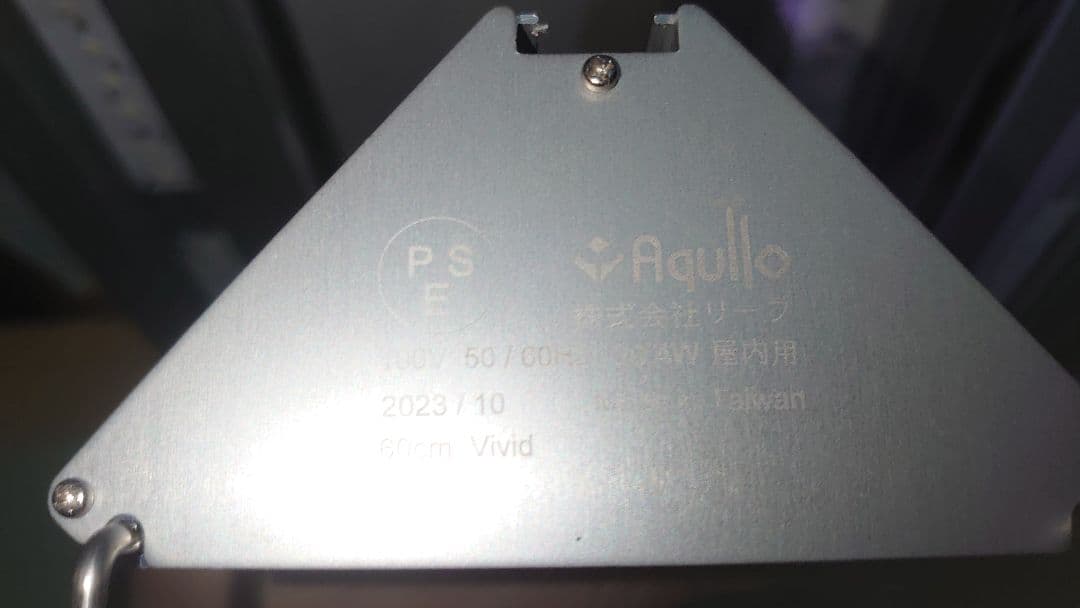 PS
E
Aqullo
株式会社リーフ
100V 50 / 60Hz 屋内用
2023 / 10 Taiwan
60cm Vivid